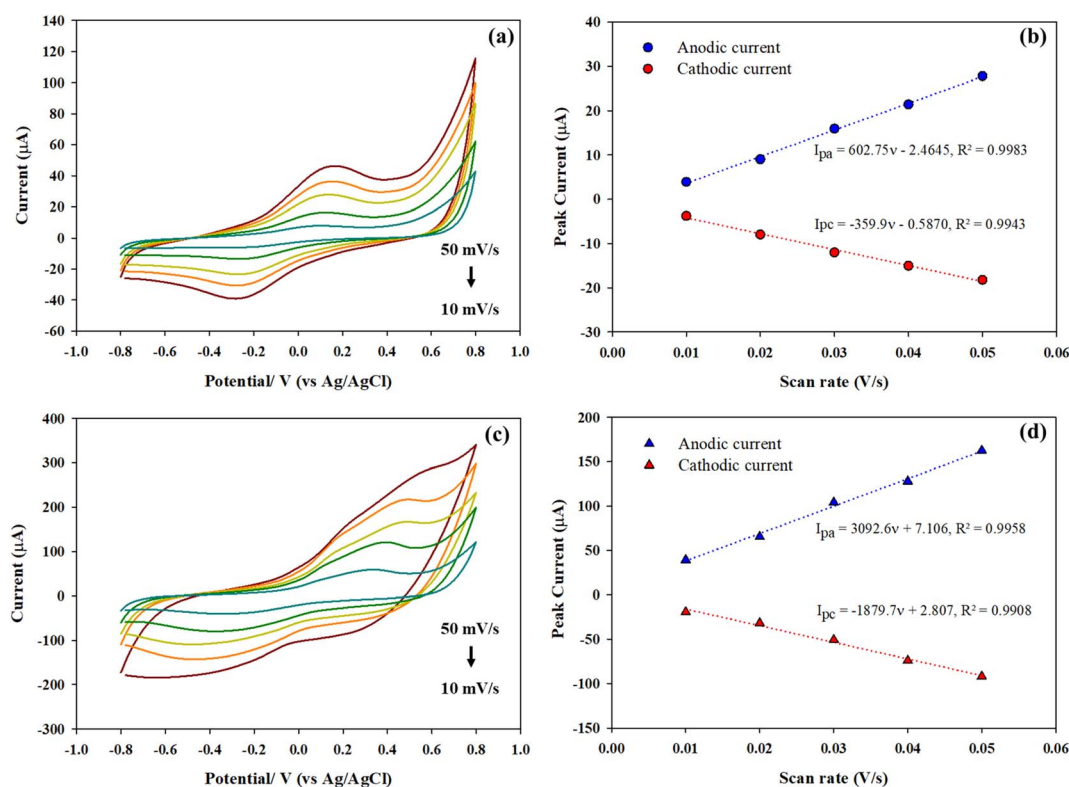 (a)
140
120
100
80
60
40
20
0
-20
-40
-60
Current (µA)
50 mV/s
10 mV/s
-1.0 -0.8 -0.6 -0.4 -0.2 0.0 0.2 0.4 0.6 0.8 1.0
Potential/ V (vs Ag/AgCl)
(b)
40
30
20
10
0
-10
-20
-30
Peak Current (µA)
Anodic current
Cathodic current
Ipa = 602.75v - 2.4645, R² = 0.9983
Ipc = -359.9v - 0.5870, R² = 0.9943
0.00 0.01 0.02 0.03 0.04 0.05 0.06
Scan rate (V/s)
(c)
400
300
200
100
0
-100
-200
-300
Current (µA)
50 mV/s
10 mV/s
-1.0 -0.8 -0.6 -0.4 -0.2 0.0 0.2 0.4 0.6 0.8 1.0
Potential/ V (vs Ag/AgCl)
(d)
200
150
100
50
0
-50
-100
-150
Peak Current (µA)
Anodic current
Cathodic current
Ipa = 3092.6v + 7.106, R² = 0.9958
Ipc = -1879.7v + 2.807, R² = 0.9908
0.00 0.01 0.02 0.03 0.04 0.05 0.06
Scan rate (V/s)